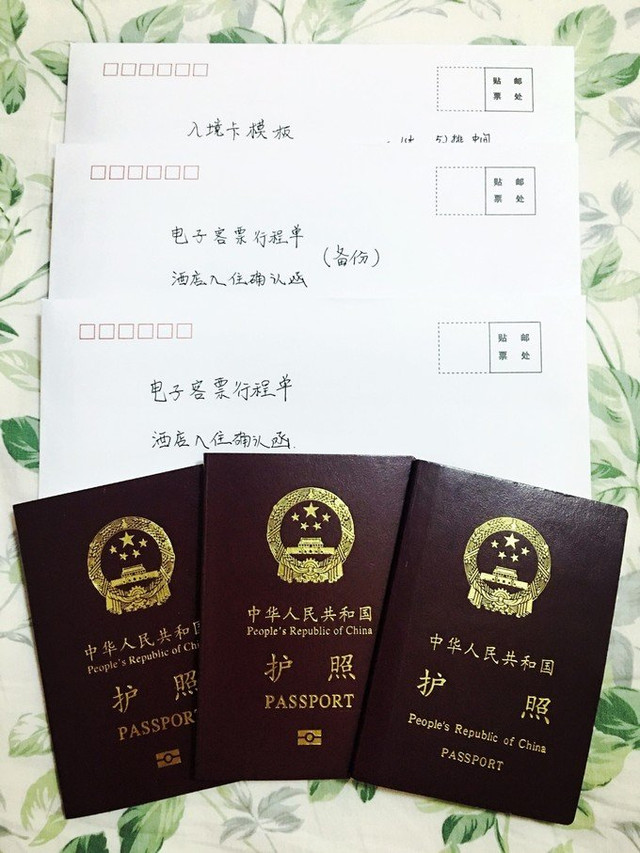 贴 邮
票 处
入境卡模板
贴 邮
票 处
电子客票行程单
(备份)
酒店入住确认函
贴 邮
票 处
电子客票行程单
酒店入住确认函.
中华人民共和国
People's Republic of Chi
护照
PASSPORT
中华人民共和国
People's Republic of China
护照
PASSPORT
中华人民共和国
护照
People's Republic of China
PASSPORT